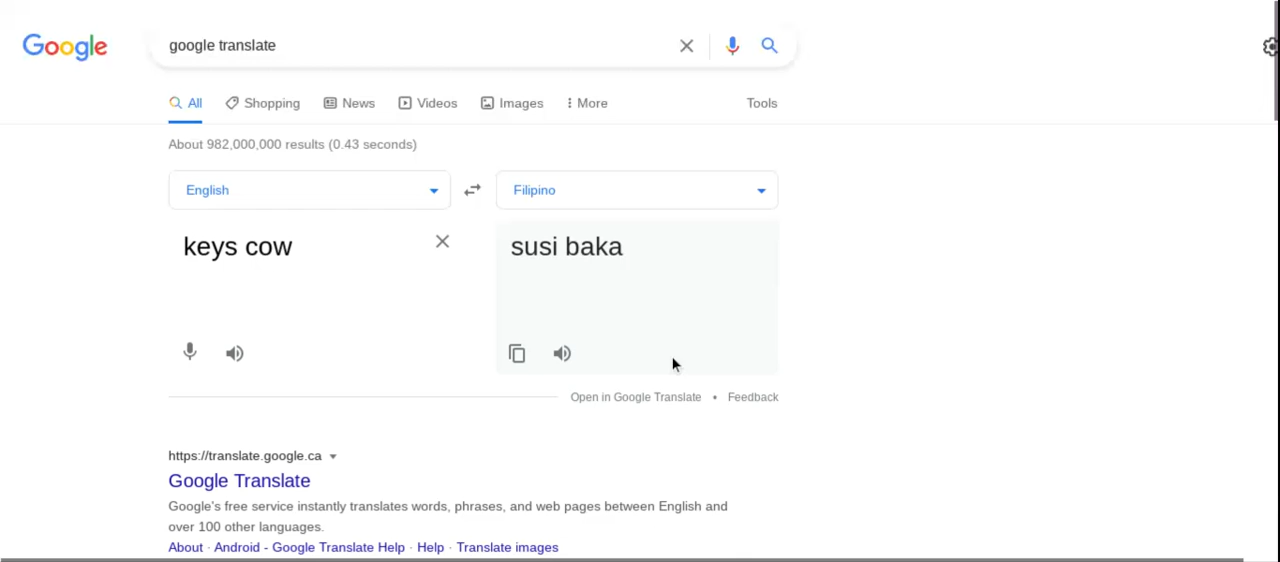 Google
google translate
All Shopping News Videos Images More Tools
About 982,000,000 results (0.43 seconds)
English Filipino
keys cow susi baka
Open in Google Translate • Feedback
https://translate.google.ca
Google Translate
Google's free service instantly translates words, phrases, and web pages between English and
over 100 other languages.
About · Android - Google Translate Help · Help · Translate images